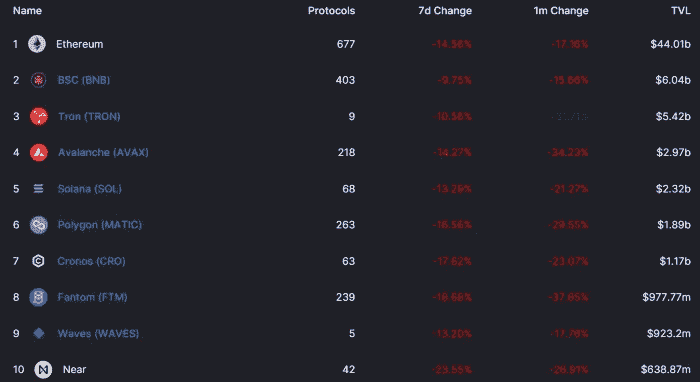 Name Protocols 7d Change 1m Change TVL
1 Ethereum 677 -14.56% -17.16% $44.01b
2 BSC (BNB) 403 -9.75% -15.66% $6.04b
3 Tron (TRON) 9 -10.56% $5.42b
4 Avalanche (AVAX) 218 -14.27% -34.23% $2.97b
5 Solana (SOL) 68 -13.29% -21.27% $2.32b
6 Polygon (MATIC) 263 -16.56% -29.55% $1.89b
7 Cronos (CRO) 63 -17.62% -23.07% $1.17b
8 Fantom (FTM) 239 -18.68% -37.65% $977.77m
9 Waves (WAVES) 5 -13.20% -17.76% $923.2m
10 Near 42 -23.55% -26.91% $638.87m